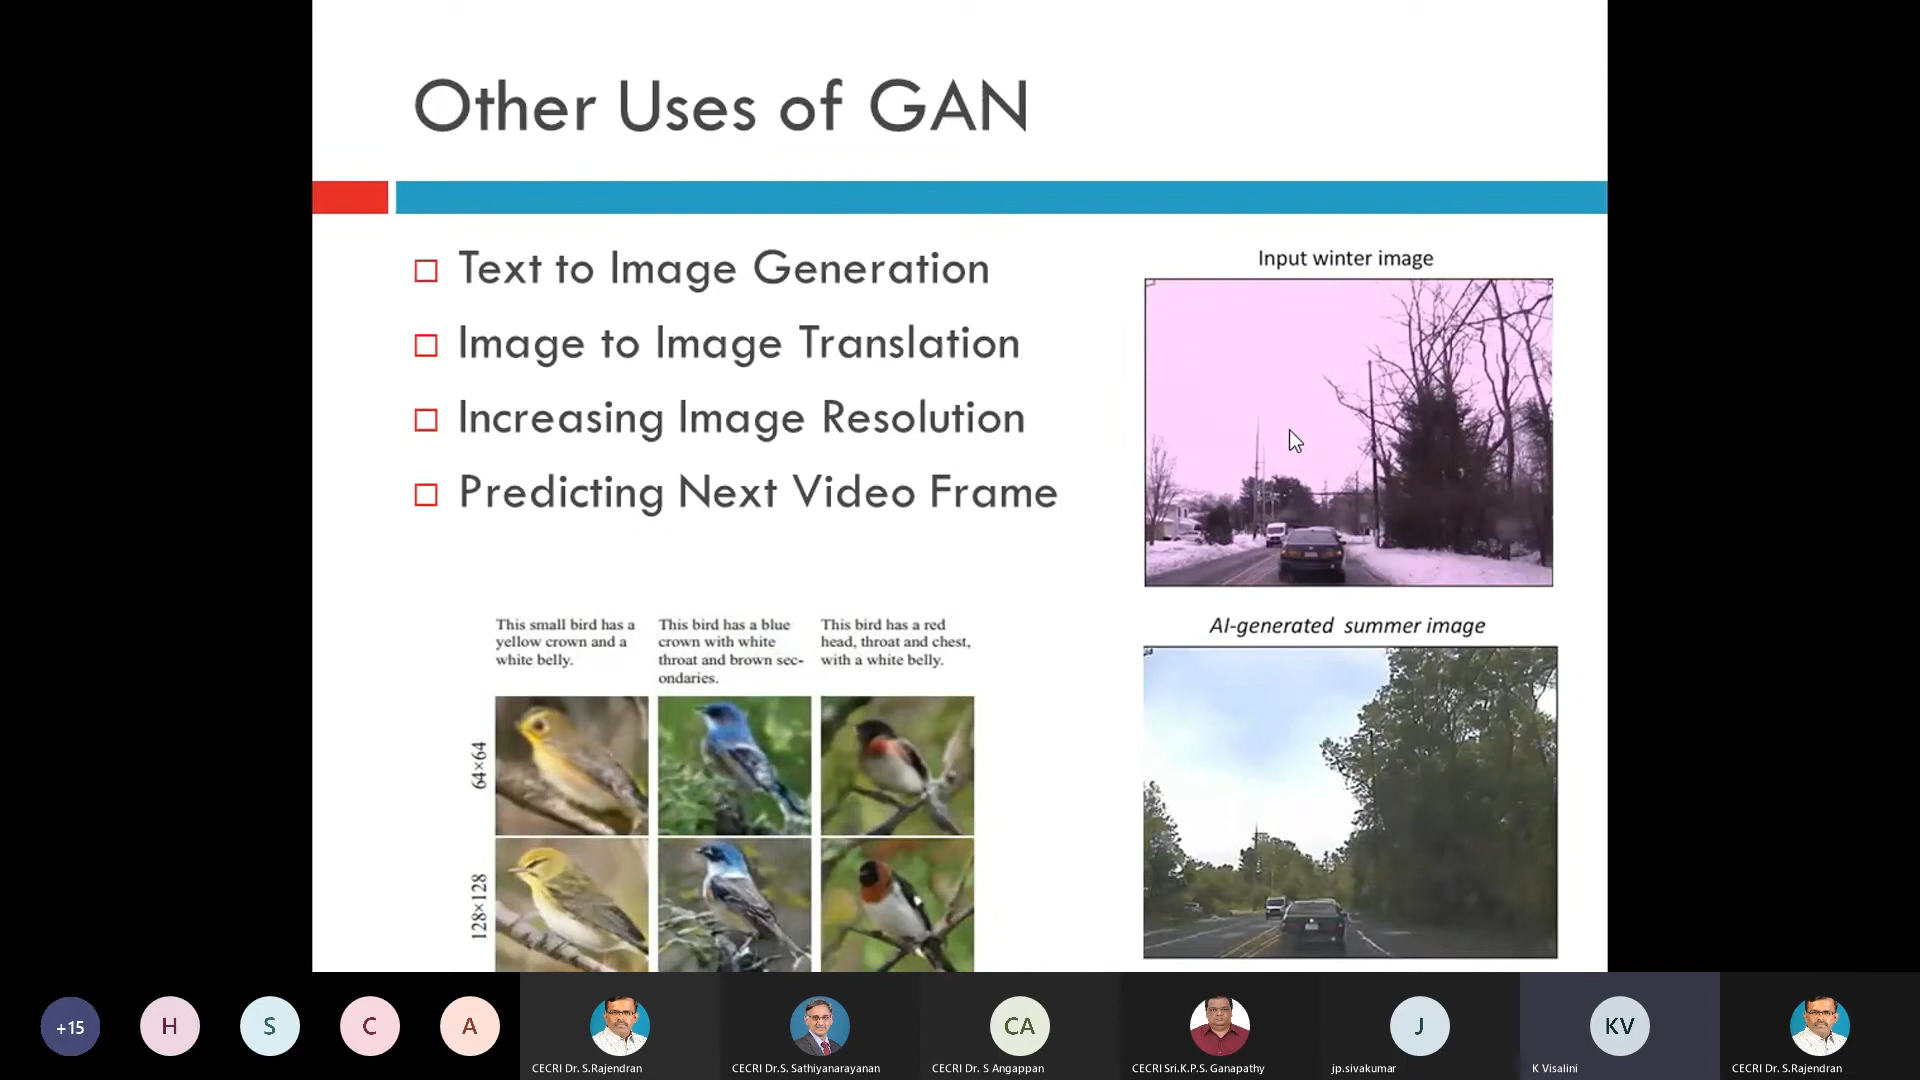 Other Uses of GAN
Text to Image Generation
Image to Image Translation
Increasing Image Resolution
Predicting Next Video Frame
Input winter image
AI-generated summer image
This small bird has a
yellow crown and a
white belly.
This bird has a blue
crown with white
throat and brown sec-
ondaries.
This bird has a red
head, throat and chest,
with a white belly.
64×64
128×128
+15
H
S
C
A
CECRI Dr. S.Rajendran
CECRI Dr.S. Sathiyanarayanan
CA
CECRI Dr. S Angappan
CECRI Sri.K.P.S. Ganapathy
J
jp.sivakumar
KV
K Visalini
CECRI Dr. S.Rajendran